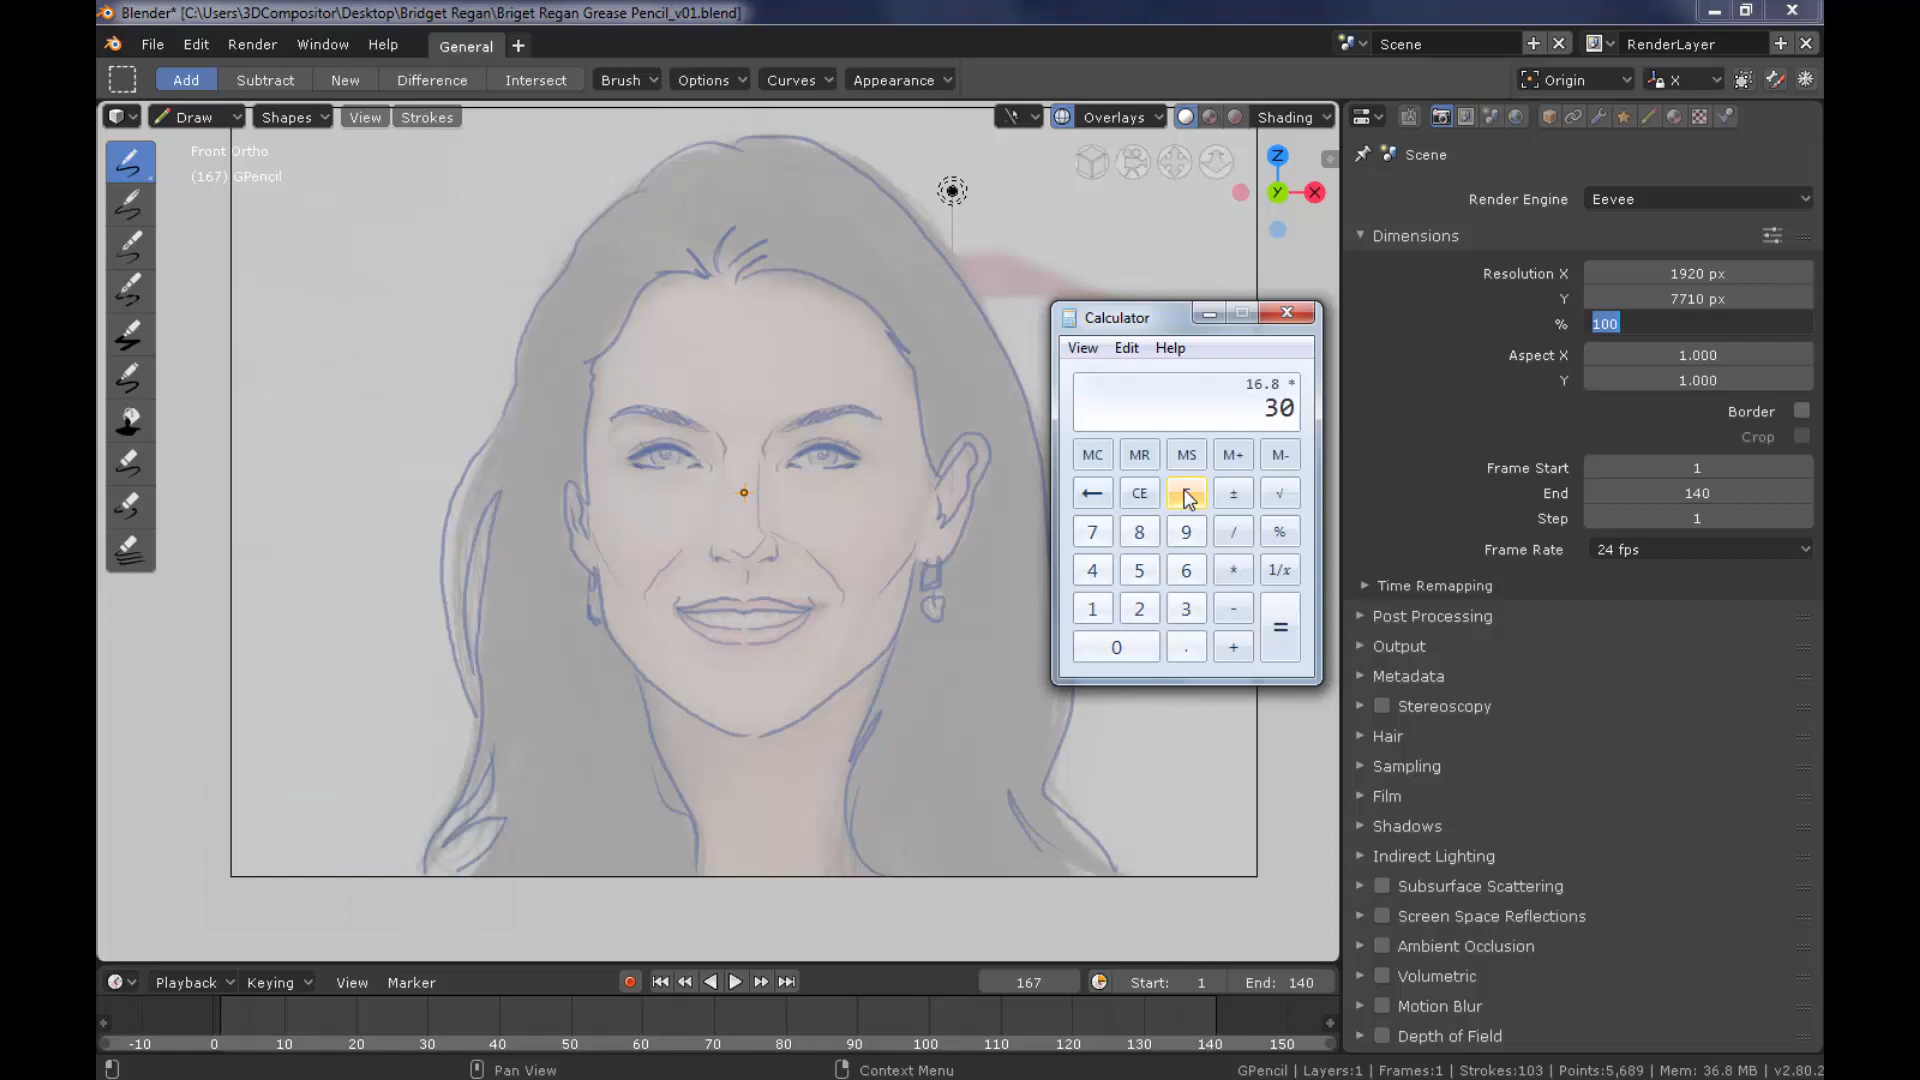 Blender* [C:\Users\3DCompositor\Desktop\Bridget Regan\Briget Regan Grease Pencil_v01.blend]
File Edit Render Window Help General + Scene RenderLayer
Add Subtract New Difference Intersect Brush Options Curves Appearance Origin X
Draw Shapes View Strokes Overlays Shading
Front Ortho
(167) GPencil
Z
Y X
Scene
Render Engine Eevee
Dimensions
Resolution X 1920 px
Y 7710 px
% 100
Aspect X 1.000
Y 1.000
Border
Crop
Frame Start 1
End 140
Step 1
Frame Rate 24 fps
Time Remapping
Post Processing
Output
Metadata
Stereoscopy
Hair
Sampling
Film
Shadows
Indirect Lighting
Subsurface Scattering
Screen Space Reflections
Ambient Occlusion
Volumetric
Motion Blur
Depth of Field
Calculator
View Edit Help
16.8 *
30
MC MR MS M+ M-
← CE ± √
7 8 9 / %
4 5 6 * 1/x
1 2 3 - =
0 . +
Playback Keying View Marker 167 Start: 1 End: 140
-10 0 10 20 30 40 50 60 70 80 90 100 110 120 130 140 150
Pan View Context Menu GPencil | Layers:1 | Frames:1 | Strokes:103 | Points:5,689 | Mem: 36.8 MB | v2.80.2